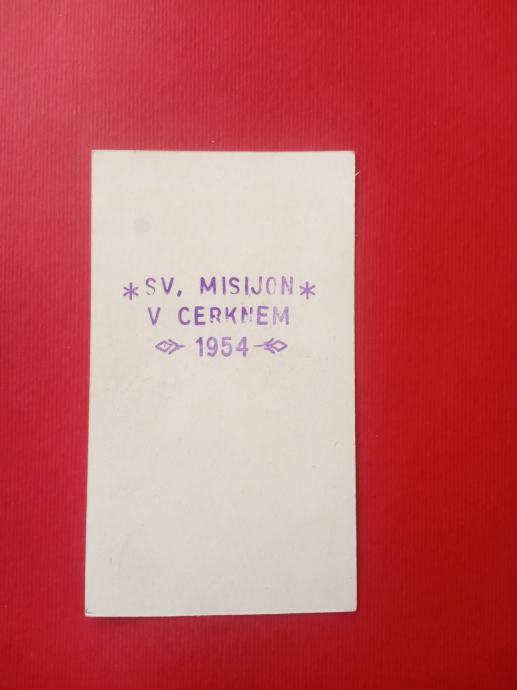 *SV, MISIJON*
V CERKNEM
1954